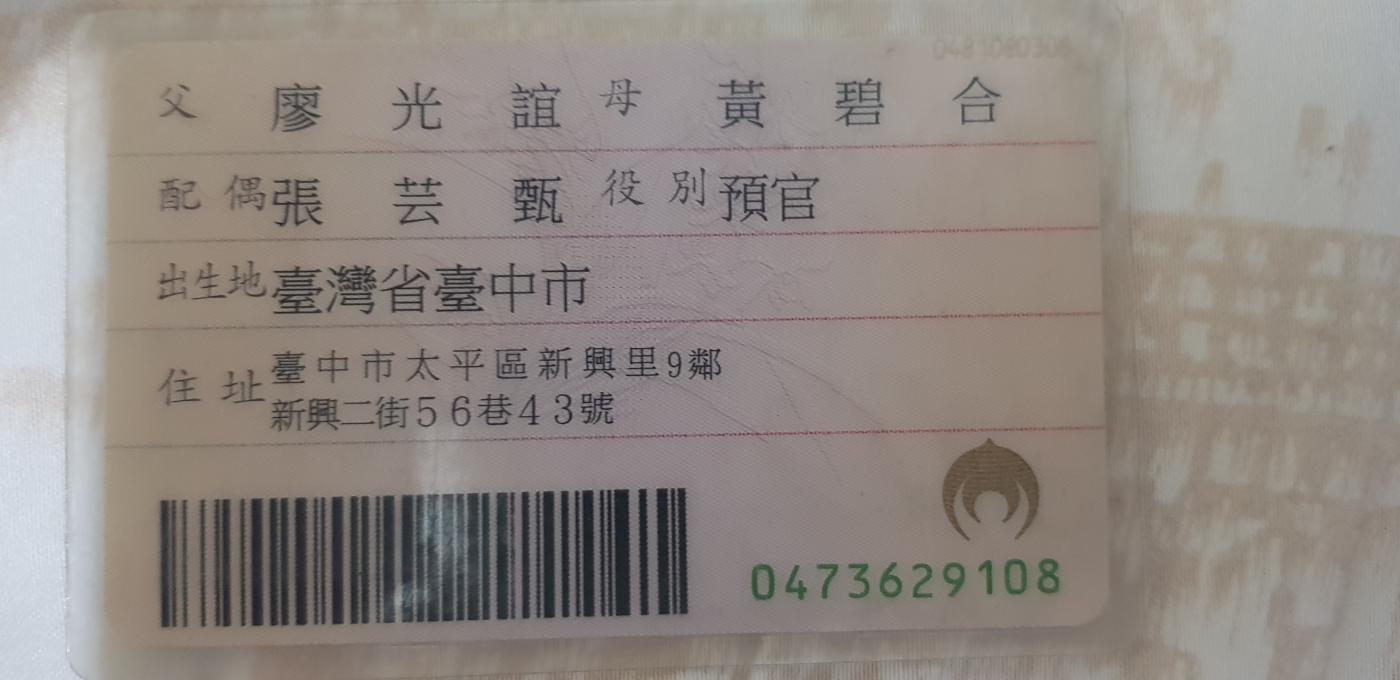 0481080306
父 廖光誼 母 黃碧合
配偶 張芸甄 役別 預官
出生地 臺灣省臺中市
住址 臺中市太平區新興里9鄰
新興二街56巷43號
0473629108